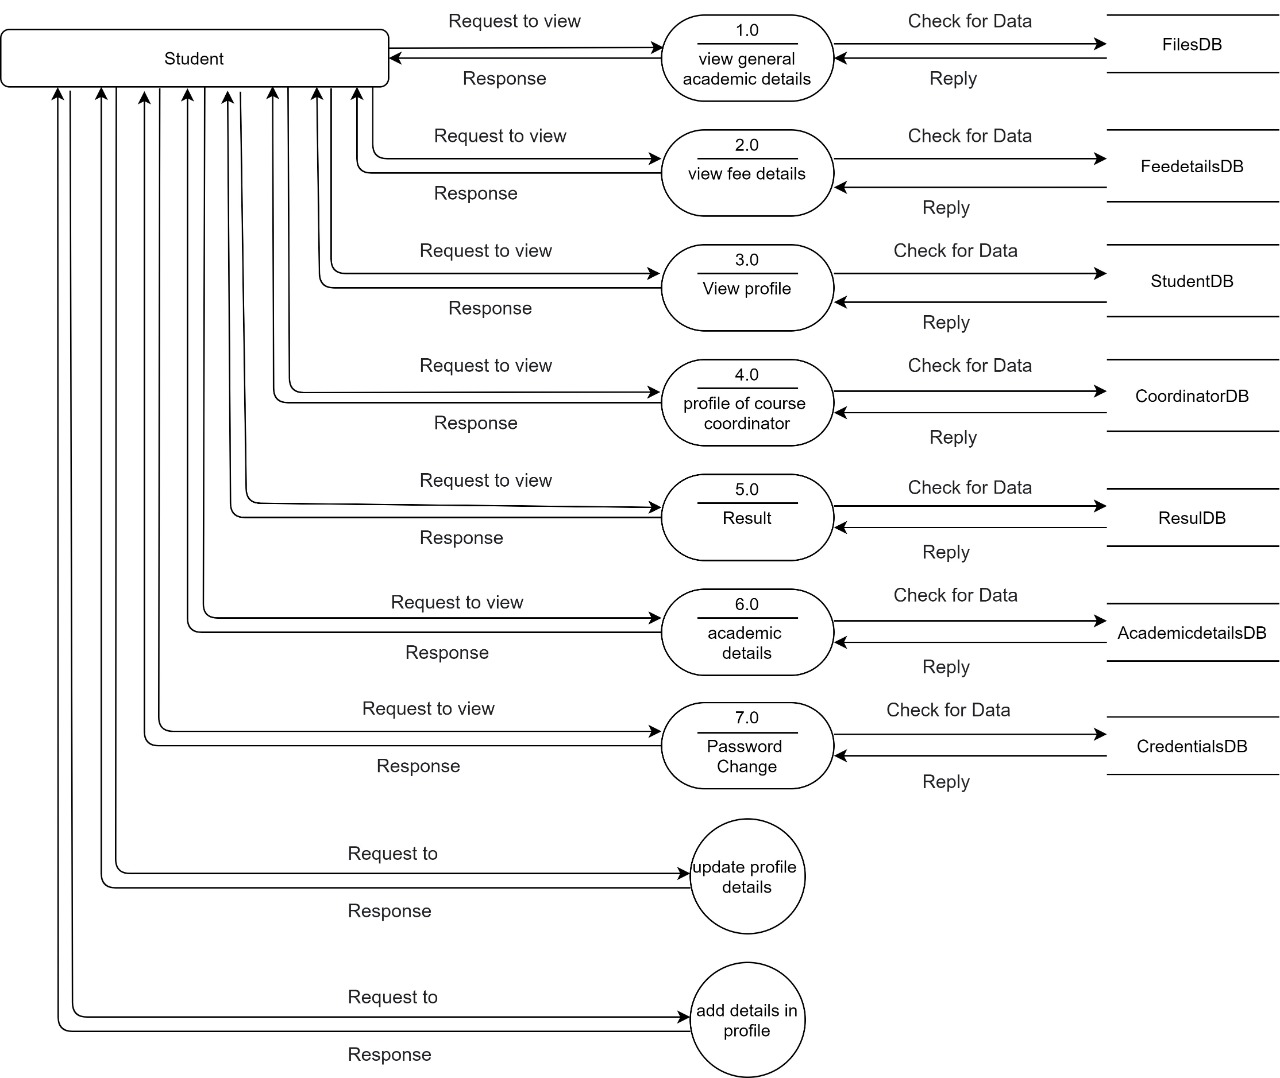 Student
Request to view
Response
1.0
view general
academic details
Check for Data
Reply
FilesDB
Request to view
Response
2.0
view fee details
Check for Data
Reply
FeedetailsDB
Request to view
Response
3.0
View profile
Check for Data
Reply
StudentDB
Request to view
Response
4.0
profile of course
coordinator
Check for Data
Reply
CoordinatorDB
Request to view
Response
5.0
Result
Check for Data
Reply
ResulDB
Request to view
Response
6.0
academic
details
Check for Data
Reply
AcademicdetailsDB
Request to view
Response
7.0
Password
Change
Check for Data
Reply
CredentialsDB
Request to
Response
update profile
details
Request to
Response
add details in
profile